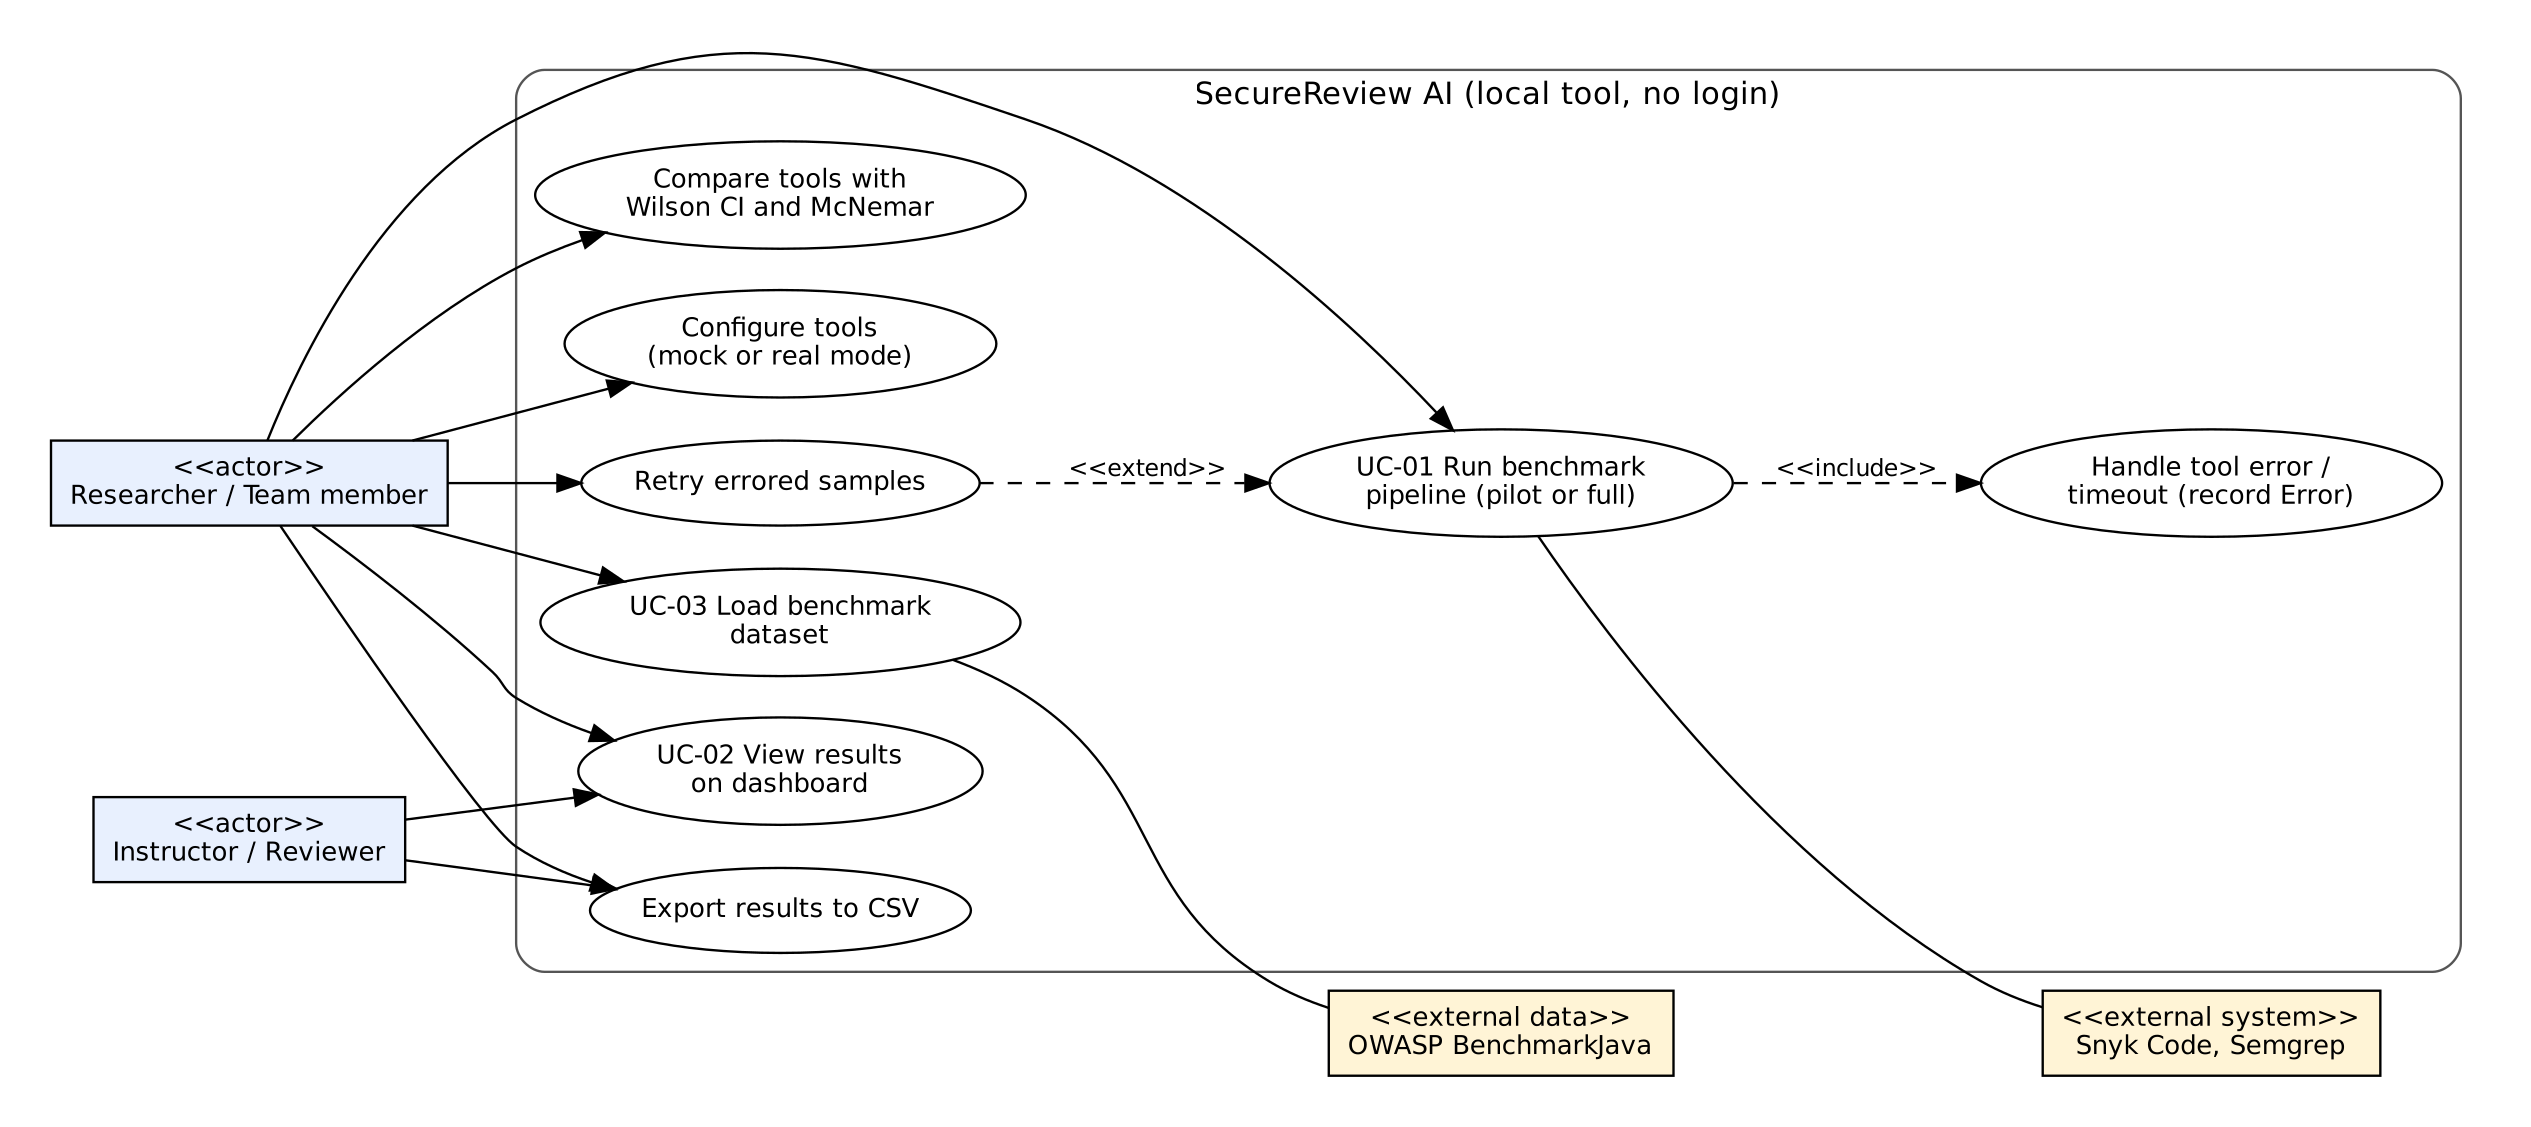 SecureReview AI (local tool, no login)
Compare tools with
Wilson CI and McNemar
Configure tools
(mock or real mode)
<<actor>>
Researcher / Team member
Retry errored samples
<<extend>>
UC-01 Run benchmark
pipeline (pilot or full)
<<include>>
Handle tool error /
timeout (record Error)
UC-03 Load benchmark
dataset
UC-02 View results
on dashboard
<<actor>>
Instructor / Reviewer
Export results to CSV
<<external data>>
OWASP BenchmarkJava
<<external system>>
Snyk Code, Semgrep